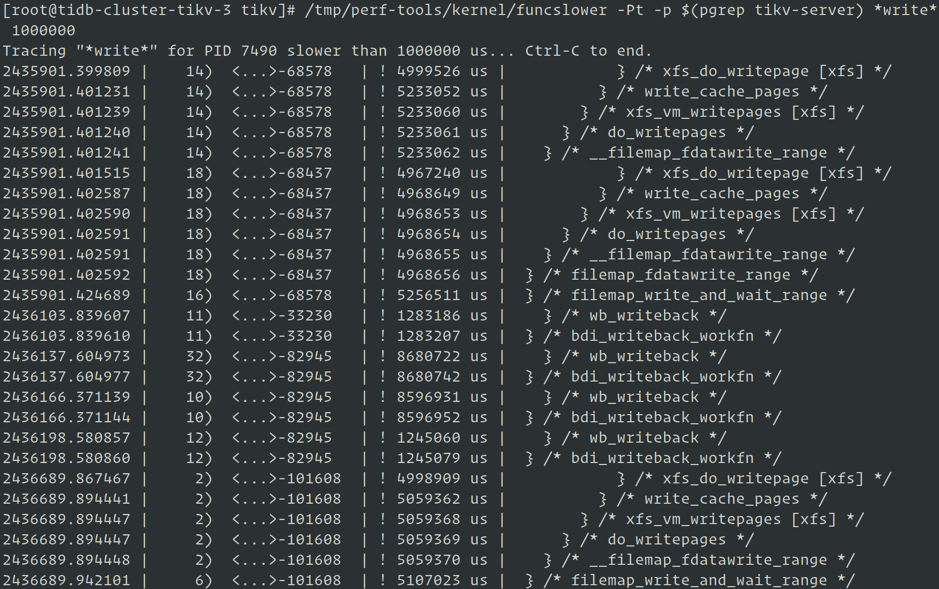 [root@tidb-cluster-tikv-3 tikv]# /tmp/perf-tools/kernel/funcslower -Pt -p $(pgrep tikv-server) *write*
 1000000
Tracing "*write*" for PID 7490 slower than 1000000 us... Ctrl-C to end.
2435901.399809 |    14)  <...>-68578   | ! 4999526 us |            } /* xfs_do_writepage [xfs] */
2435901.401231 |    14)  <...>-68578   | ! 5233052 us |          } /* write_cache_pages */
2435901.401239 |    14)  <...>-68578   | ! 5233060 us |        } /* xfs_vm_writepages [xfs] */
2435901.401240 |    14)  <...>-68578   | ! 5233061 us |      } /* do_writepages */
2435901.401241 |    14)  <...>-68578   | ! 5233062 us |    } /* __filemap_fdatawrite_range */
2435901.401515 |    18)  <...>-68437   | ! 4967240 us |            } /* xfs_do_writepage [xfs] */
2435901.402587 |    18)  <...>-68437   | ! 4968649 us |          } /* write_cache_pages */
2435901.402590 |    18)  <...>-68437   | ! 4968653 us |        } /* xfs_vm_writepages [xfs] */
2435901.402591 |    18)  <...>-68437   | ! 4968654 us |      } /* do_writepages */
2435901.402591 |    18)  <...>-68437   | ! 4968655 us |    } /* __filemap_fdatawrite_range */
2435901.402592 |    18)  <...>-68437   | ! 4968656 us |  } /* filemap_fdatawrite_range */
2435901.424689 |    16)  <...>-68578   | ! 5256511 us |  } /* filemap_write_and_wait_range */
2436103.839607 |    11)  <...>-33230   | ! 1283186 us |    } /* wb_writeback */
2436103.839610 |    11)  <...>-33230   | ! 1283207 us |  } /* bdi_writeback_workfn */
2436137.604973 |    32)  <...>-82945   | ! 8680722 us |    } /* wb_writeback */
2436137.604977 |    32)  <...>-82945   | ! 8680742 us |  } /* bdi_writeback_workfn */
2436166.371139 |    10)  <...>-82945   | ! 8596931 us |    } /* wb_writeback */
2436166.371144 |    10)  <...>-82945   | ! 8596952 us |  } /* bdi_writeback_workfn */
2436198.580857 |    12)  <...>-82945   | ! 1245060 us |    } /* wb_writeback */
2436198.580860 |    12)  <...>-82945   | ! 1245079 us |  } /* bdi_writeback_workfn */
2436689.867467 |     2)  <...>-101608  | ! 4998909 us |            } /* xfs_do_writepage [xfs] */
2436689.894441 |     2)  <...>-101608  | ! 5059362 us |          } /* write_cache_pages */
2436689.894447 |     2)  <...>-101608  | ! 5059368 us |        } /* xfs_vm_writepages [xfs] */
2436689.894447 |     2)  <...>-101608  | ! 5059369 us |      } /* do_writepages */
2436689.894448 |     2)  <...>-101608  | ! 5059370 us |    } /* __filemap_fdatawrite_range */
2436689.942101 |     6)  <...>-101608  | ! 5107023 us |  } /* filemap_write_and_wait_range */